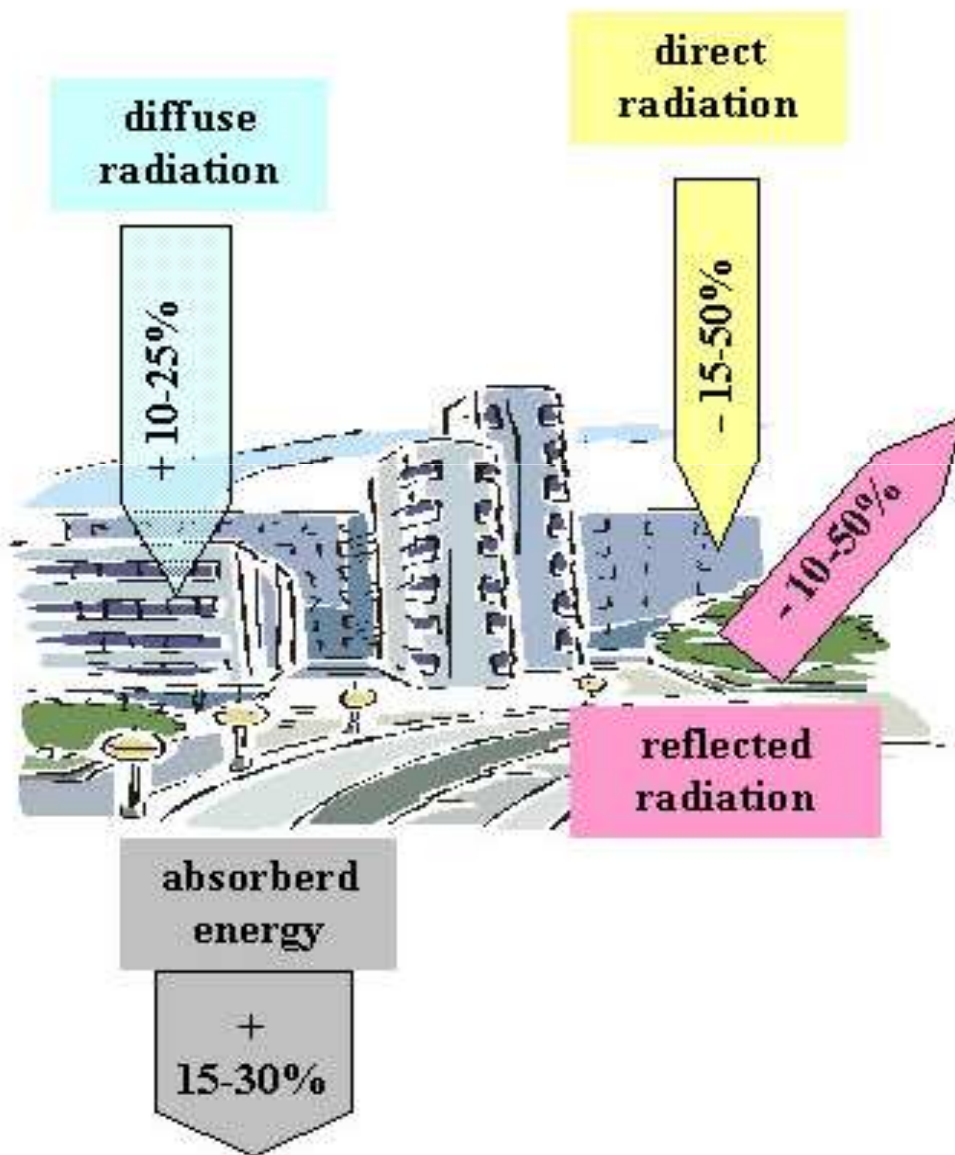 direct
radiation
diffuse
radiation
+ 10-25%
- 15-50%
- 10-50%
reflected
radiation
absorberd
energy
+
15-30%